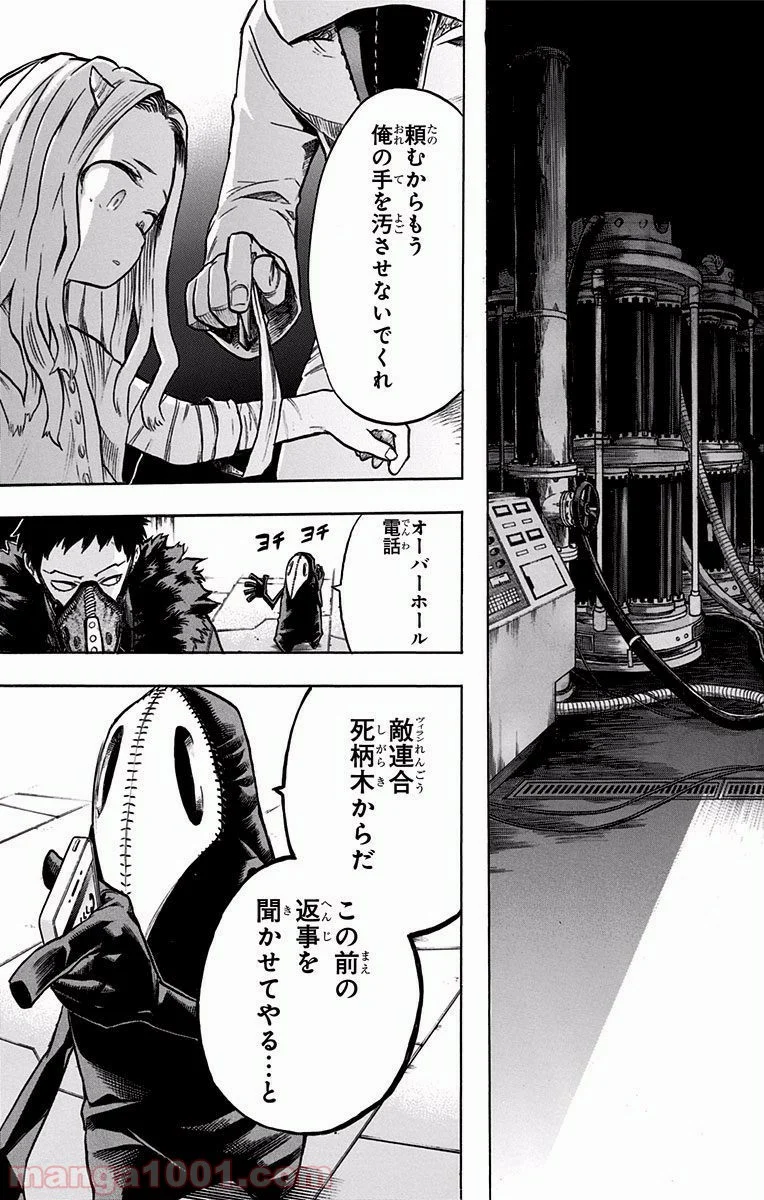 頼むからもう
俺の手を汚させないでくれ
オーバーホール
電話
ヨチ
ヨチ
敵連合
死柄木からだ
この前の
返事を
聞かせてやる…と
manga1001.com